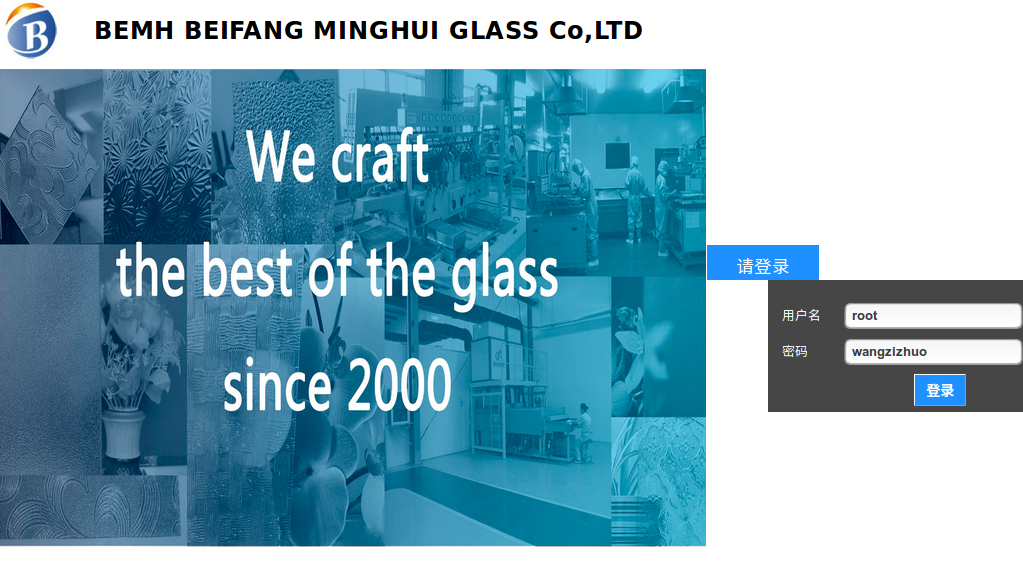 B
BEMH BEIFANG MINGHUI GLASS Co,LTD
We craft
the best of the glass
since 2000
请登录
用户名 root
密码 wangzizhuo
登录